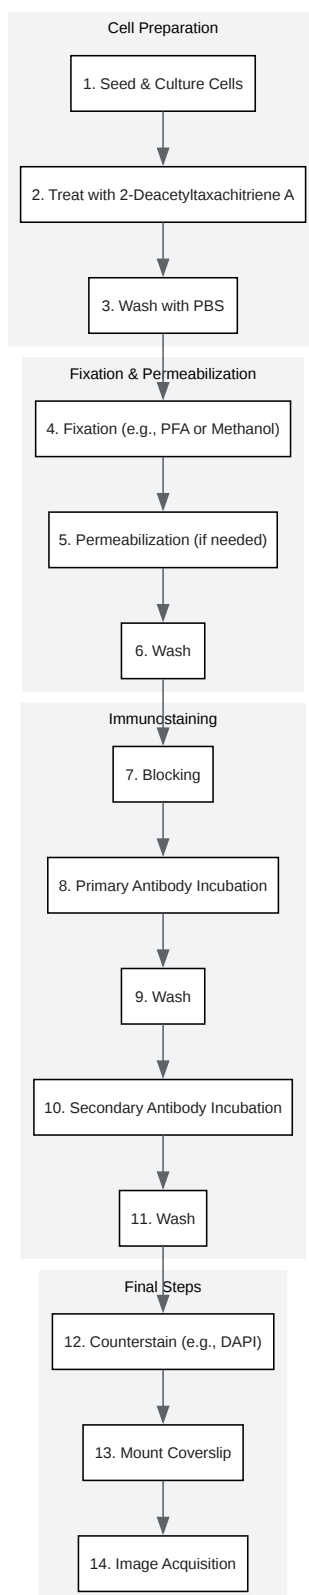 Cell Preparation
1. Seed & Culture Cells
2. Treat with 2-Deacetyltaxachitriene A
3. Wash with PBS
Fixation & Permeabilization
4. Fixation (e.g., PFA or Methanol)
5. Permeabilization (if needed)
6. Wash
Immunostaining
7. Blocking
8. Primary Antibody Incubation
9. Wash
10. Secondary Antibody Incubation
11. Wash
Final Steps
12. Counterstain (e.g., DAPI)
13. Mount Coverslip
14. Image Acquisition